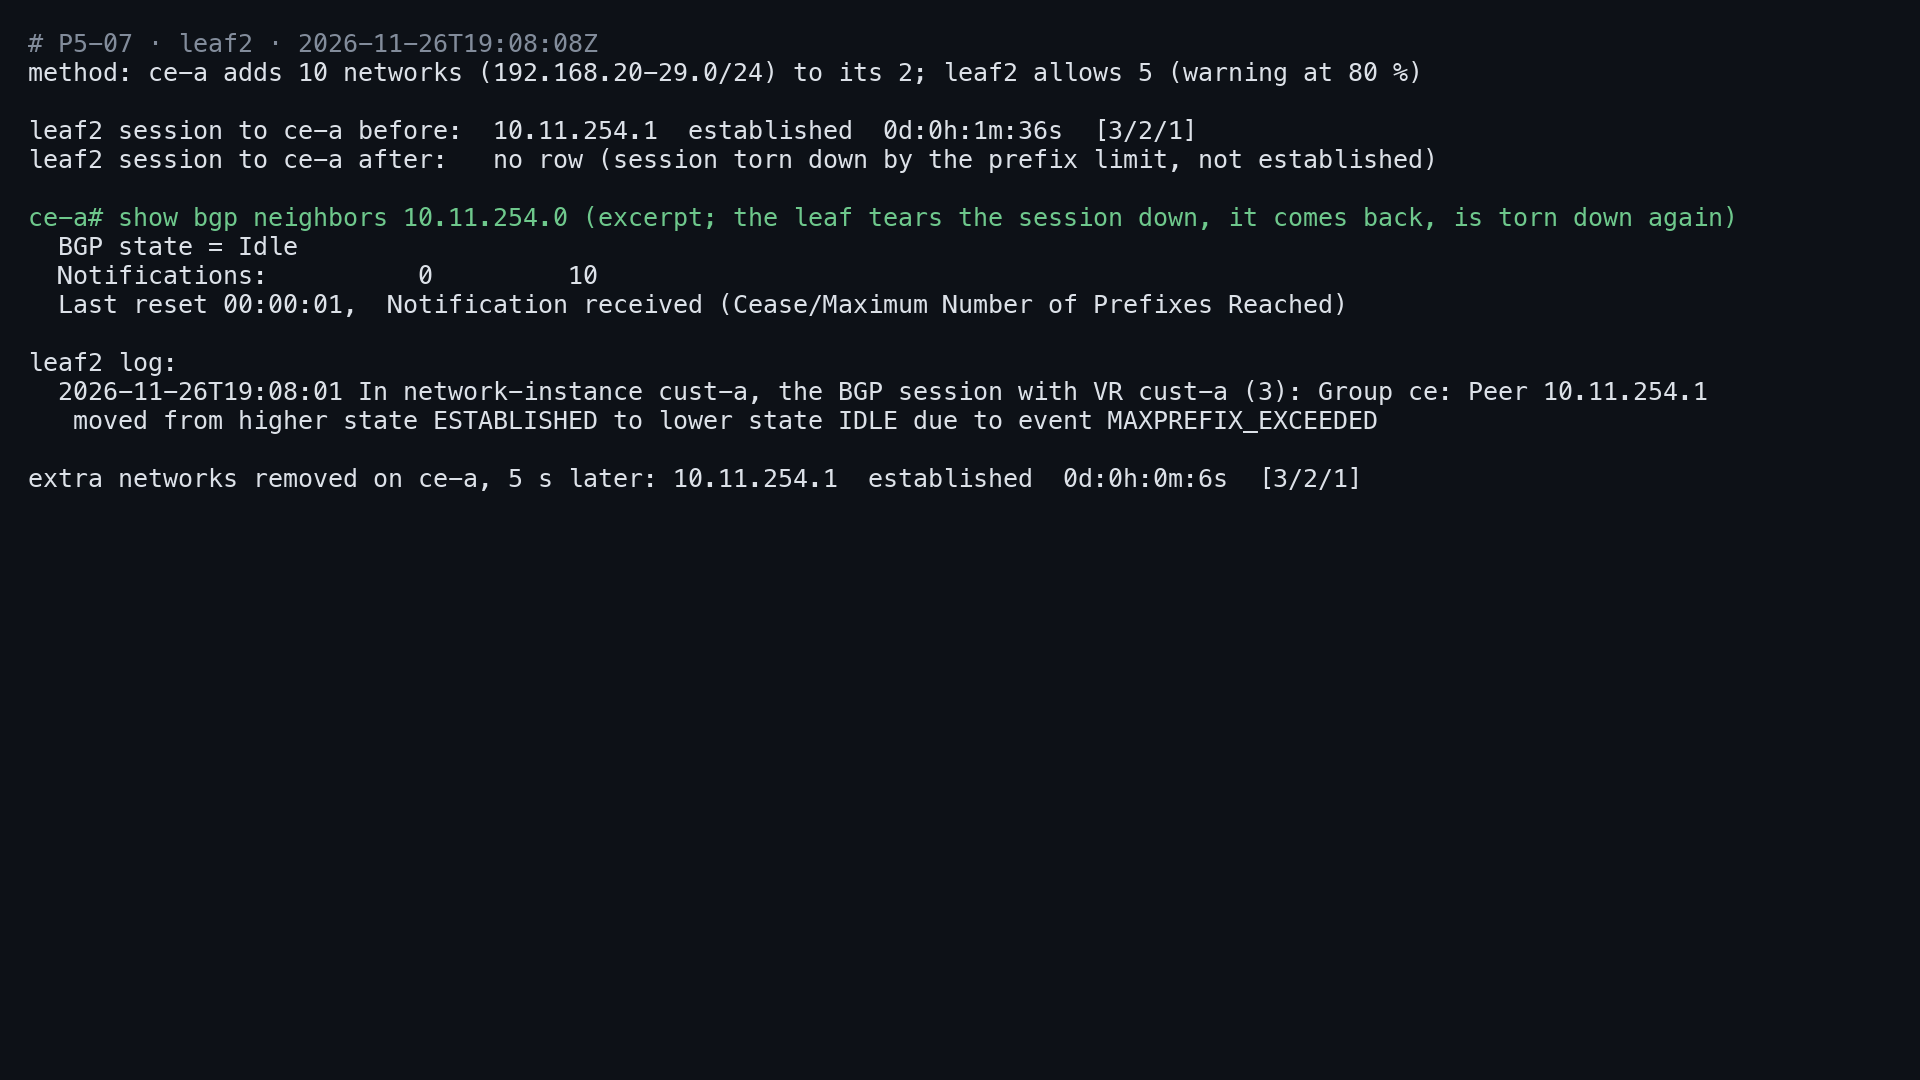 # P5−07 · leaf2 · 2026−11−26T19:08:08Z
method: ce−a adds 10 networks (192.168.20−29.0/24) to its 2; leaf2 allows 5 (warning at 80 %)
leaf2 session to ce−a before:  10.11.254.1  established  0d:0h:1m:36s  [3/2/1]
leaf2 session to ce−a after:   no row (session torn down by the prefix limit, not established)
ce−a# show bgp neighbors 10.11.254.0 (excerpt; the leaf tears the session down, it comes back, is torn down again)
  BGP state = Idle
  Notifications:          0         10
  Last reset 00:00:01,  Notification received (Cease/Maximum Number of Prefixes Reached)
leaf2 log:
  2026−11−26T19:08:01 In network−instance cust−a, the BGP session with VR cust−a (3): Group ce: Peer 10.11.254.1
   moved from higher state ESTABLISHED to lower state IDLE due to event MAXPREFIX_EXCEEDED
extra networks removed on ce−a, 5 s later: 10.11.254.1  established  0d:0h:0m:6s  [3/2/1]